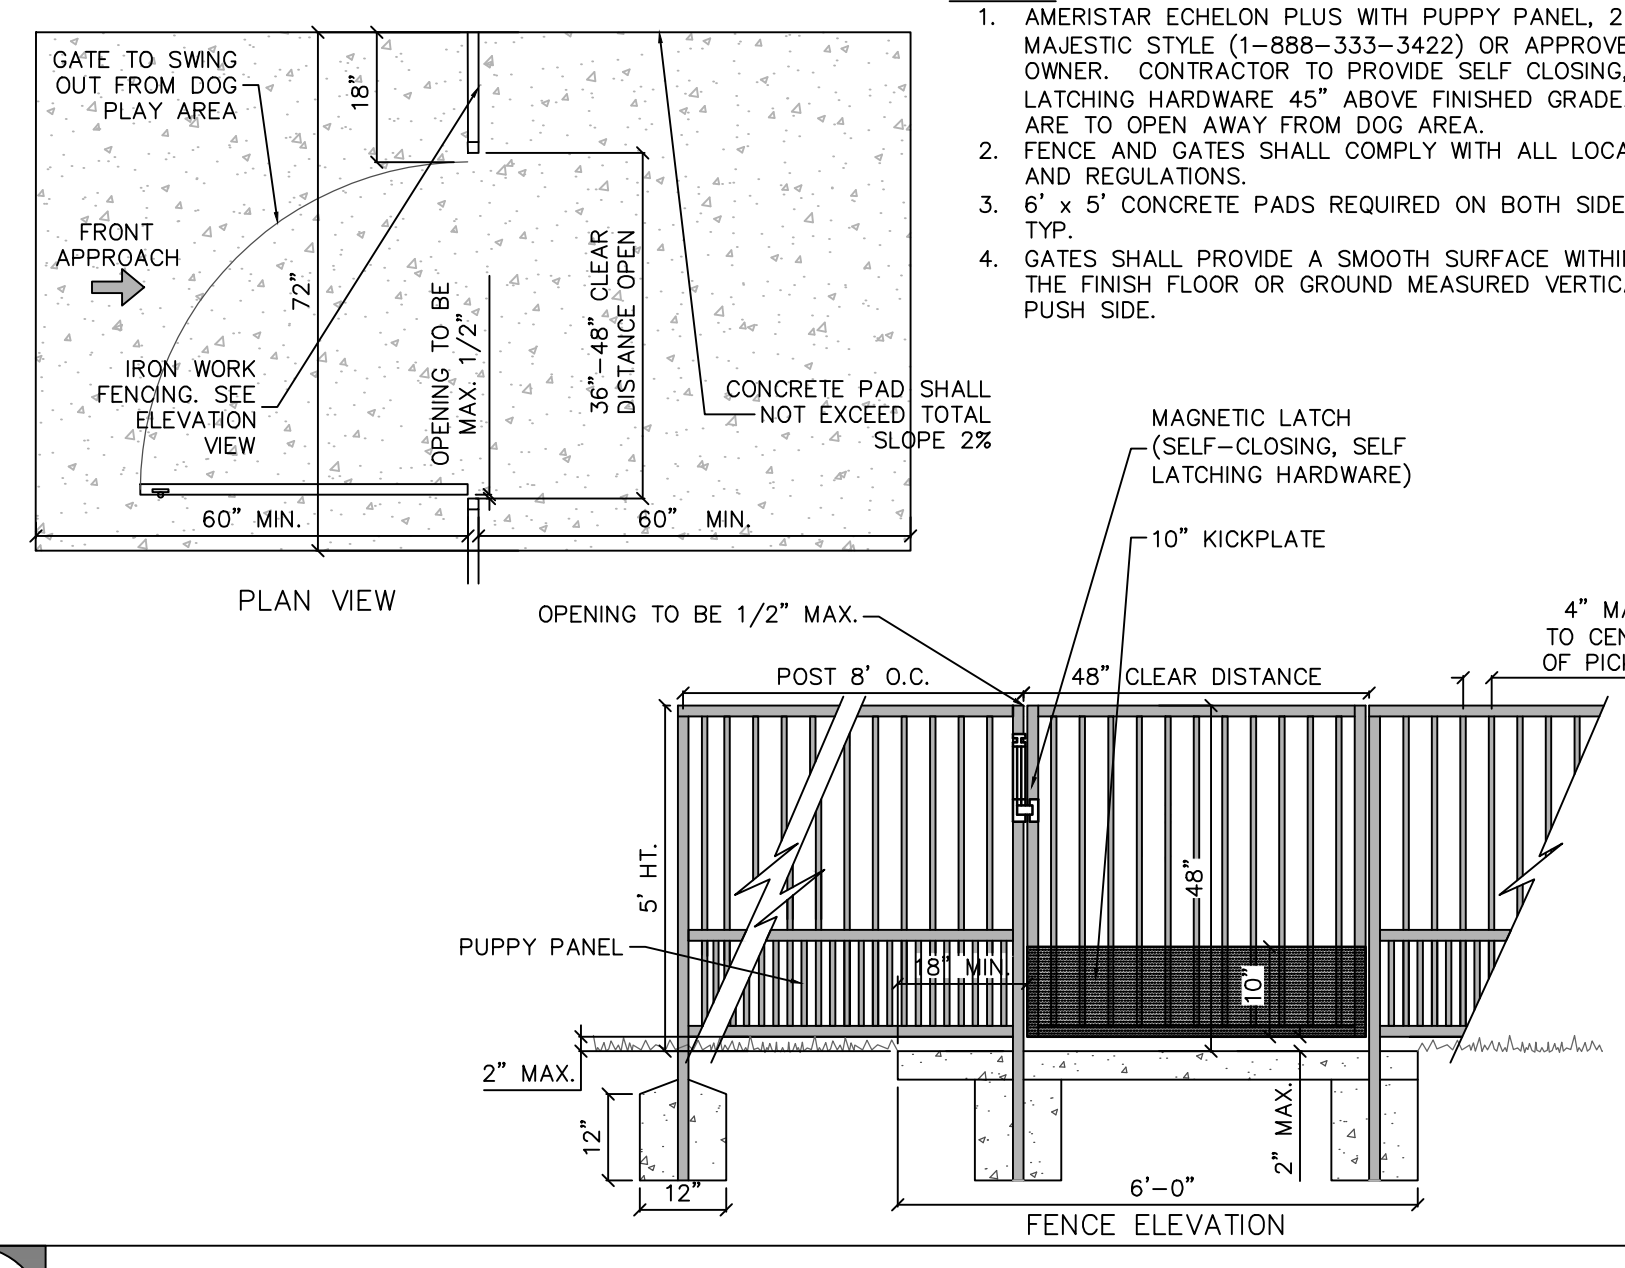 GATE TO SWING
OUT FROM DOG
PLAY AREA
18"
FRONT
APPROACH
72"
IRON WORK
FENCING. SEE
ELEVATION
VIEW
OPENING TO BE
MAX. 1/2"
36"-48" CLEAR
DISTANCE OPEN
CONCRETE PAD SHALL
NOT EXCEED TOTAL
SLOPE 2%
60" MIN.
60" MIN.
PLAN VIEW
1. AMERISTAR ECHELON PLUS WITH PUPPY PANEL, 2
MAJESTIC STYLE (1-888-333-3422) OR APPROVE
OWNER. CONTRACTOR TO PROVIDE SELF CLOSING,
LATCHING HARDWARE 45" ABOVE FINISHED GRADE.
ARE TO OPEN AWAY FROM DOG AREA.
2. FENCE AND GATES SHALL COMPLY WITH ALL LOCA
AND REGULATIONS.
3. 6' x 5' CONCRETE PADS REQUIRED ON BOTH SIDE
TYP.
4. GATES SHALL PROVIDE A SMOOTH SURFACE WITHI
THE FINISH FLOOR OR GROUND MEASURED VERTIC
PUSH SIDE.
MAGNETIC LATCH
(SELF-CLOSING, SELF
LATCHING HARDWARE)
10" KICKPLATE
OPENING TO BE 1/2" MAX.
4" MA
TO CEN
OF PICK
POST 8' O.C.
48" CLEAR DISTANCE
5' HT.
48"
PUPPY PANEL
18" MIN.
10"
2" MAX.
12"
12"
2" MAX.
6'-0"
FENCE ELEVATION